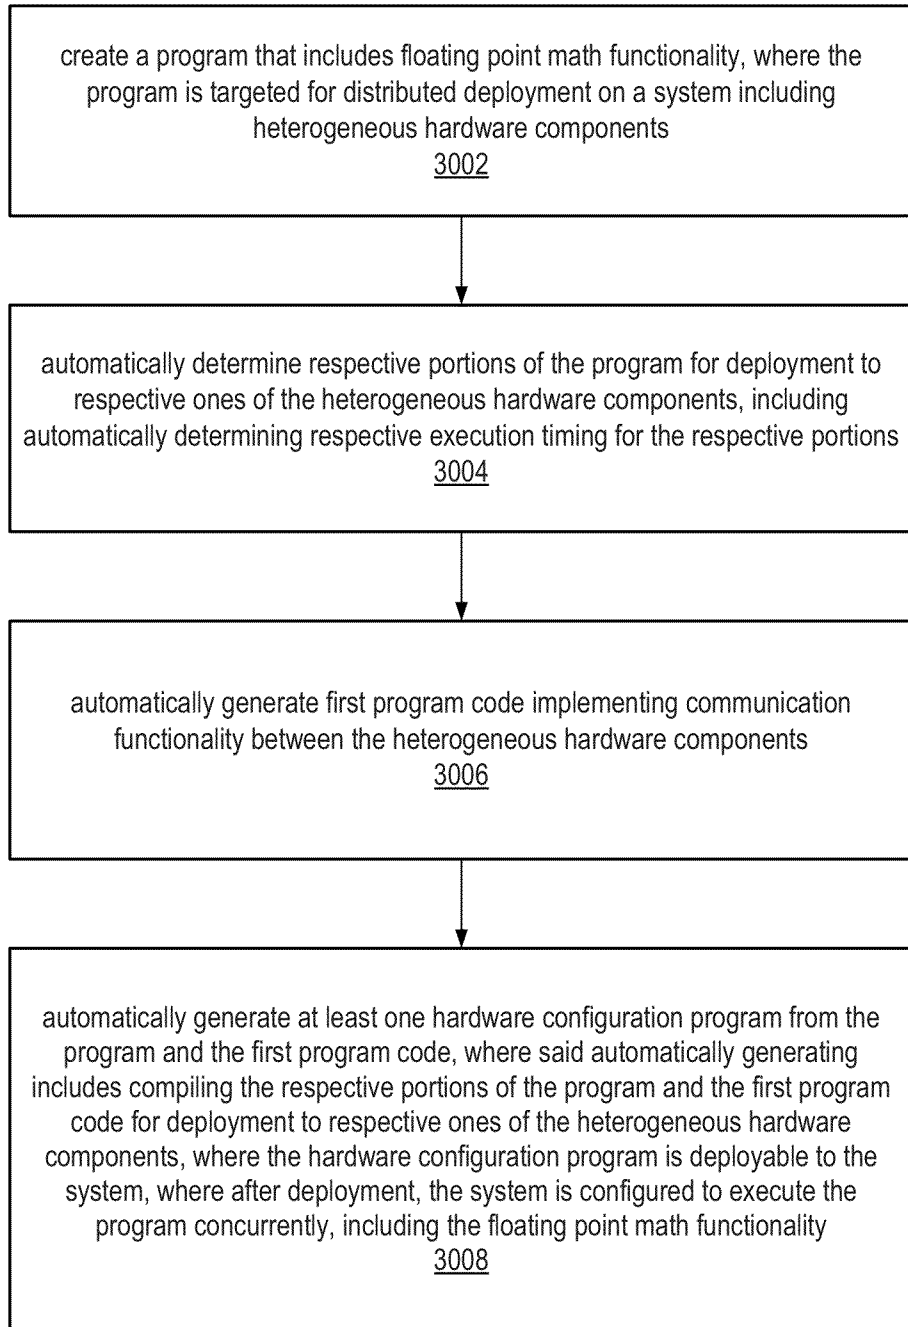 create a program that includes floating point math functionality, where the
program is targeted for distributed deployment on a system including
heterogeneous hardware components
3002
automatically determine respective portions of the program for deployment to
respective ones of the heterogeneous hardware components, including
automatically determining respective execution timing for the respective portions
3004
automatically generate first program code implementing communication
functionality between the heterogeneous hardware components
3006
automatically generate at least one hardware configuration program from the
program and the first program code, where said automatically generating
includes compiling the respective portions of the program and the first program
code for deployment to respective ones of the heterogeneous hardware
components, where the hardware configuration program is deployable to the
system, where after deployment, the system is configured to execute the
program concurrently, including the floating point math functionality
3008